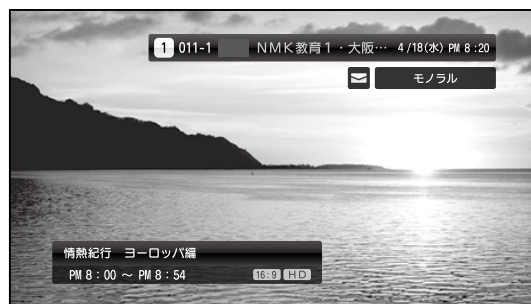 1 011-1 NMK教育1・大阪… 4/18(水) PM 8:20
モノラル
情熱紀行 ヨーロッパ編
PM 8:00 ～ PM 8:54 16:9 HD